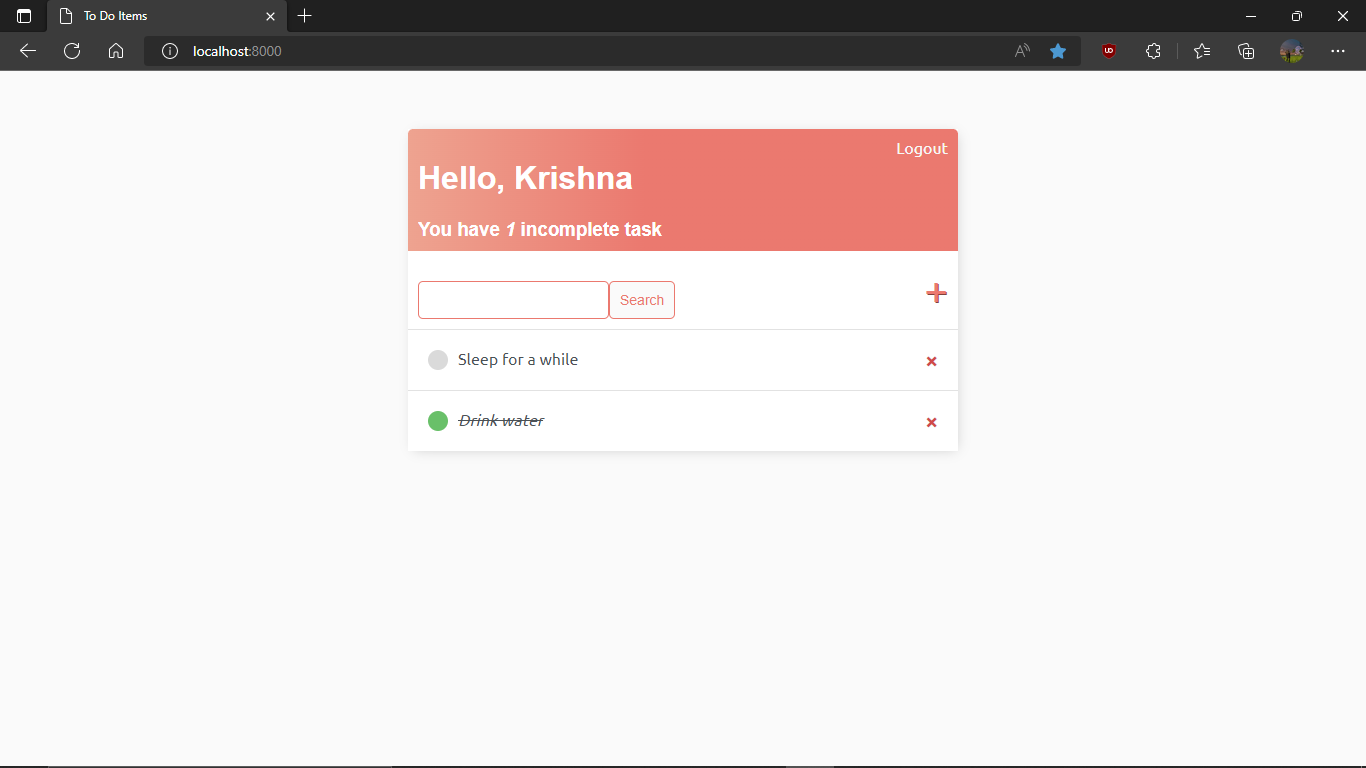 To Do Items
localhost:8000
Logout
Hello, Krishna
You have 1 incomplete task
Search
Sleep for a while
Drink water